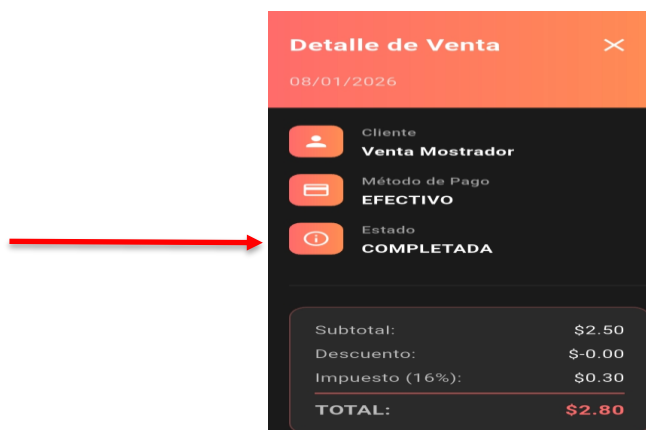 Detalle de Venta
08/01/2026
Cliente
Venta Mostrador
Método de Pago
EFECTIVO
Estado
COMPLETADA
Subtotal: $2.50
Descuento: $-0.00
Impuesto (16%): $0.30
TOTAL: $2.80